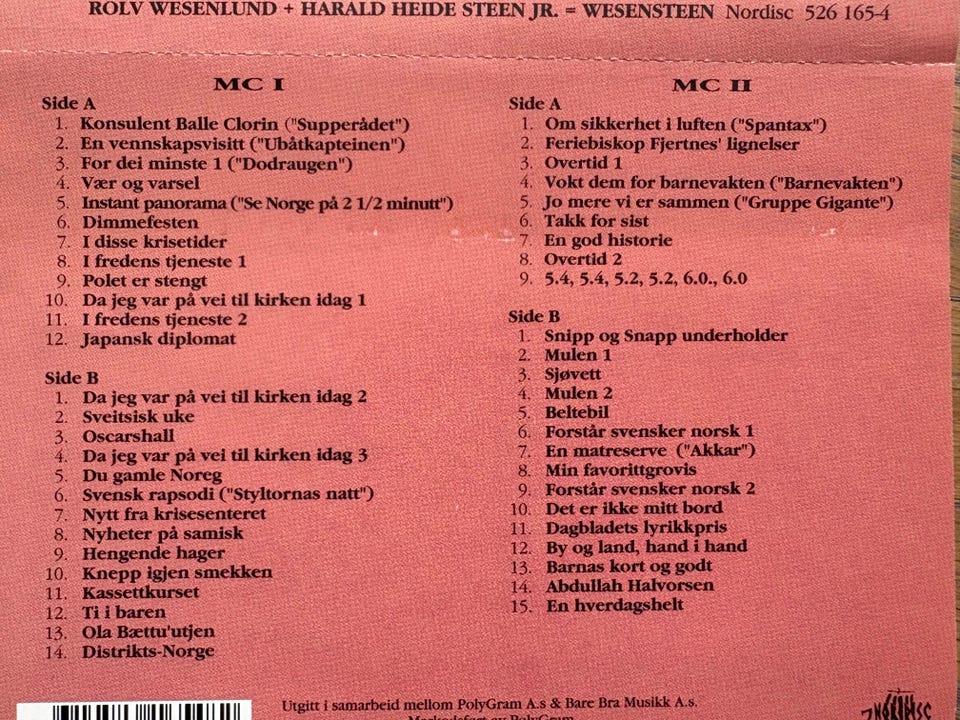 ROLV WESENLUND + HARALD HEIDE STEEN JR. = WESENSTEEN Nordisc 526 165-4
MC I
Side A
1. Konsulent Balle Clorin ("Supperådet")
2. En vennskapsvisitt ("Ubåtkapteinen")
3. For dei minste 1 ("Dodraugen")
4. Vær og varsel
5. Instant panorama ("Se Norge på 2 1/2 minutt")
6. Dimmefesten
7. I disse krisetider
8. I fredens tjeneste 1
9. Polet er stengt
10. Da jeg var på vei til kirken idag 1
11. I fredens tjeneste 2
12. Japansk diplomat
Side B
1. Da jeg var på vei til kirken idag 2
2. Sveitsisk uke
3. Oscarshall
4. Da jeg var på vei til kirken idag 3
5. Du gamle Noreg
6. Svensk rapsodi ("Styltornas natt")
7. Nytt fra krisesenteret
8. Nyheter på samisk
9. Hengende hager
10. Knepp igjen smekken
11. Kassettkurset
12. Ti i baren
13. Ola Bættu'utjen
14. Distrikts-Norge
MC II
Side A
1. Om sikkerhet i luften ("Spantax")
2. Feriebiskop Fjertnes' lignelser
3. Overtid 1
4. Vokt dem for barnevakten ("Barnevakten")
5. Jo mere vi er sammen ("Gruppe Gigante")
6. Takk for sist
7. En god historie
8. Overtid 2
9. 5.4, 5.4, 5.2, 5.2, 6.0., 6.0
Side B
1. Snipp og Snapp underholder
2. Mulen 1
3. Sjøvett
4. Mulen 2
5. Beltebil
6. Forstår svensker norsk 1
7. En matreserve ("Akkar")
8. Min favorittgrovis
9. Forstår svensker norsk 2
10. Det er ikke mitt bord
11. Dagbladets lyrikkpris
12. By og land, hand i hand
13. Barnas kort og godt
14. Abdullah Halvorsen
15. En hverdagshelt
Utgitt i samarbeid mellom PolyGram A.s & Bare Bra Musikk A.s.
Markedsført av PolyGram